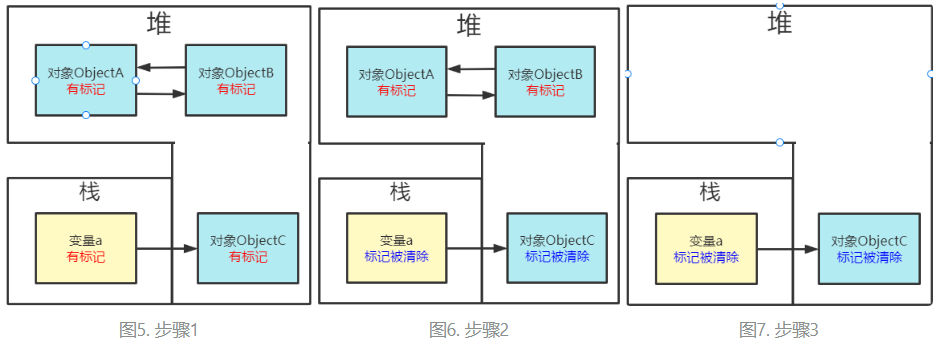 堆
对象ObjectA
有标记
对象ObjectB
有标记
栈
变量a
有标记
对象ObjectC
有标记
图5. 步骤1
堆
对象ObjectA
有标记
对象ObjectB
有标记
栈
变量a
标记被清除
对象ObjectC
标记被清除
图6. 步骤2
堆
栈
变量a
标记被清除
对象ObjectC
标记被清除
图7. 步骤3